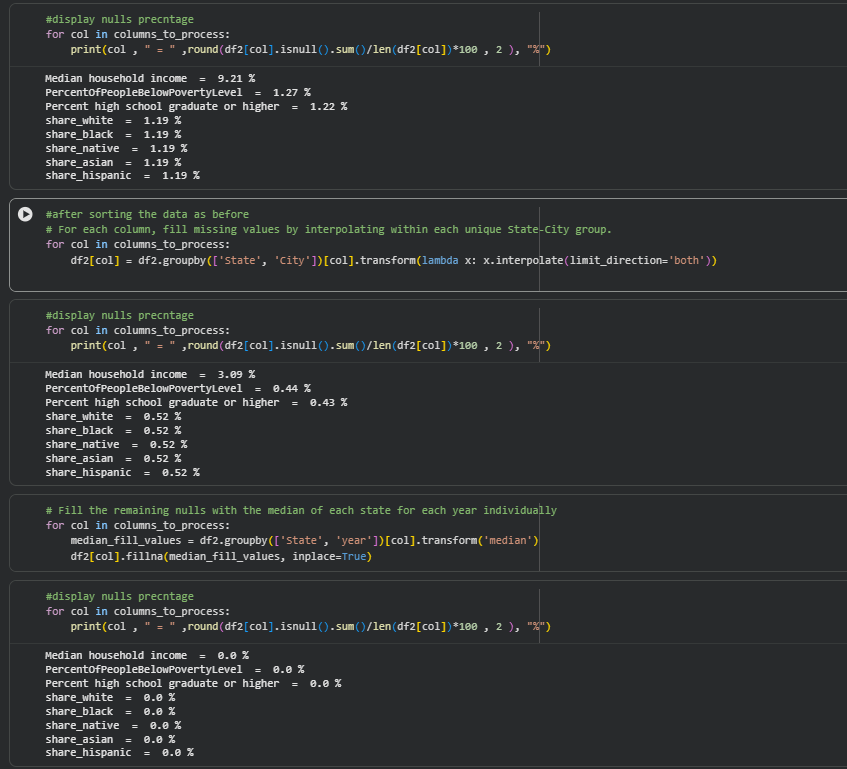 #display nulls precntage
for col in columns_to_process:
    print(col , " = " ,round(df2[col].isnull().sum()/len(df2[col])*100 , 2 ), "%")
Median household income  =  9.21 %
PercentOfPeopleBelowPovertyLevel  =  1.27 %
Percent high school graduate or higher  =  1.22 %
share_white  =  1.19 %
share_black  =  1.19 %
share_native  =  1.19 %
share_asian  =  1.19 %
share_hispanic  =  1.19 %
#after sorting the data as before
# For each column, fill missing values by interpolating within each unique State-City group.
for col in columns_to_process:
    df2[col] = df2.groupby(['State', 'City'])[col].transform(lambda x: x.interpolate(limit_direction='both'))
#display nulls precntage
for col in columns_to_process:
    print(col , " = " ,round(df2[col].isnull().sum()/len(df2[col])*100 , 2 ), "%")
Median household income  =  3.09 %
PercentOfPeopleBelowPovertyLevel  =  0.44 %
Percent high school graduate or higher  =  0.43 %
share_white  =  0.52 %
share_black  =  0.52 %
share_native  =  0.52 %
share_asian  =  0.52 %
share_hispanic  =  0.52 %
# Fill the remaining nulls with the median of each state for each year individually
for col in columns_to_process:
    median_fill_values = df2.groupby(['State', 'year'])[col].transform('median')
    df2[col].fillna(median_fill_values, inplace=True)
#display nulls precntage
for col in columns_to_process:
    print(col , " = " ,round(df2[col].isnull().sum()/len(df2[col])*100 , 2 ), "%")
Median household income  =  0.0 %
PercentOfPeopleBelowPovertyLevel  =  0.0 %
Percent high school graduate or higher  =  0.0 %
share_white  =  0.0 %
share_black  =  0.0 %
share_native  =  0.0 %
share_asian  =  0.0 %
share_hispanic  =  0.0 %